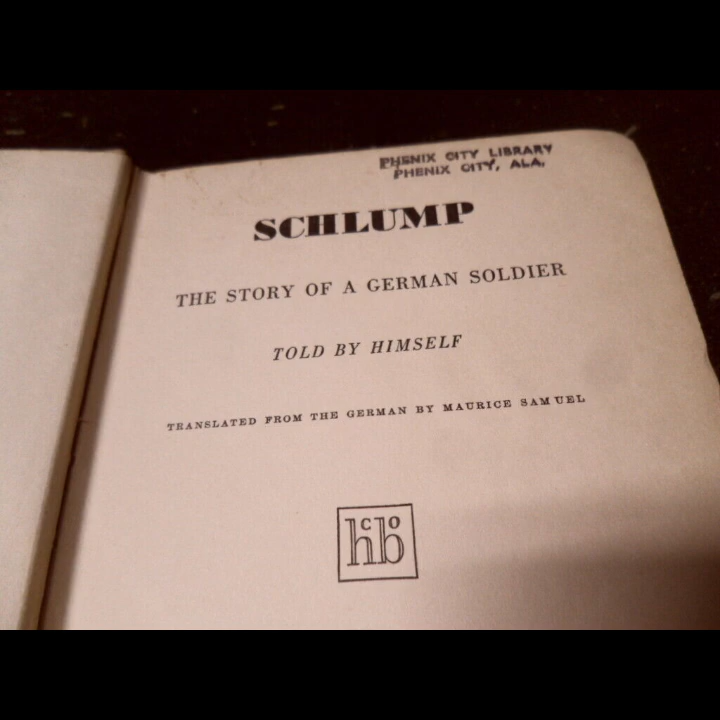 PHENIX CITY LIBRARY
PHENIX CITY, ALA.
SCHLUMP
THE STORY OF A GERMAN SOLDIER
TOLD BY HIMSELF
TRANSLATED FROM THE GERMAN BY MAURICE SAMUEL
hcbo